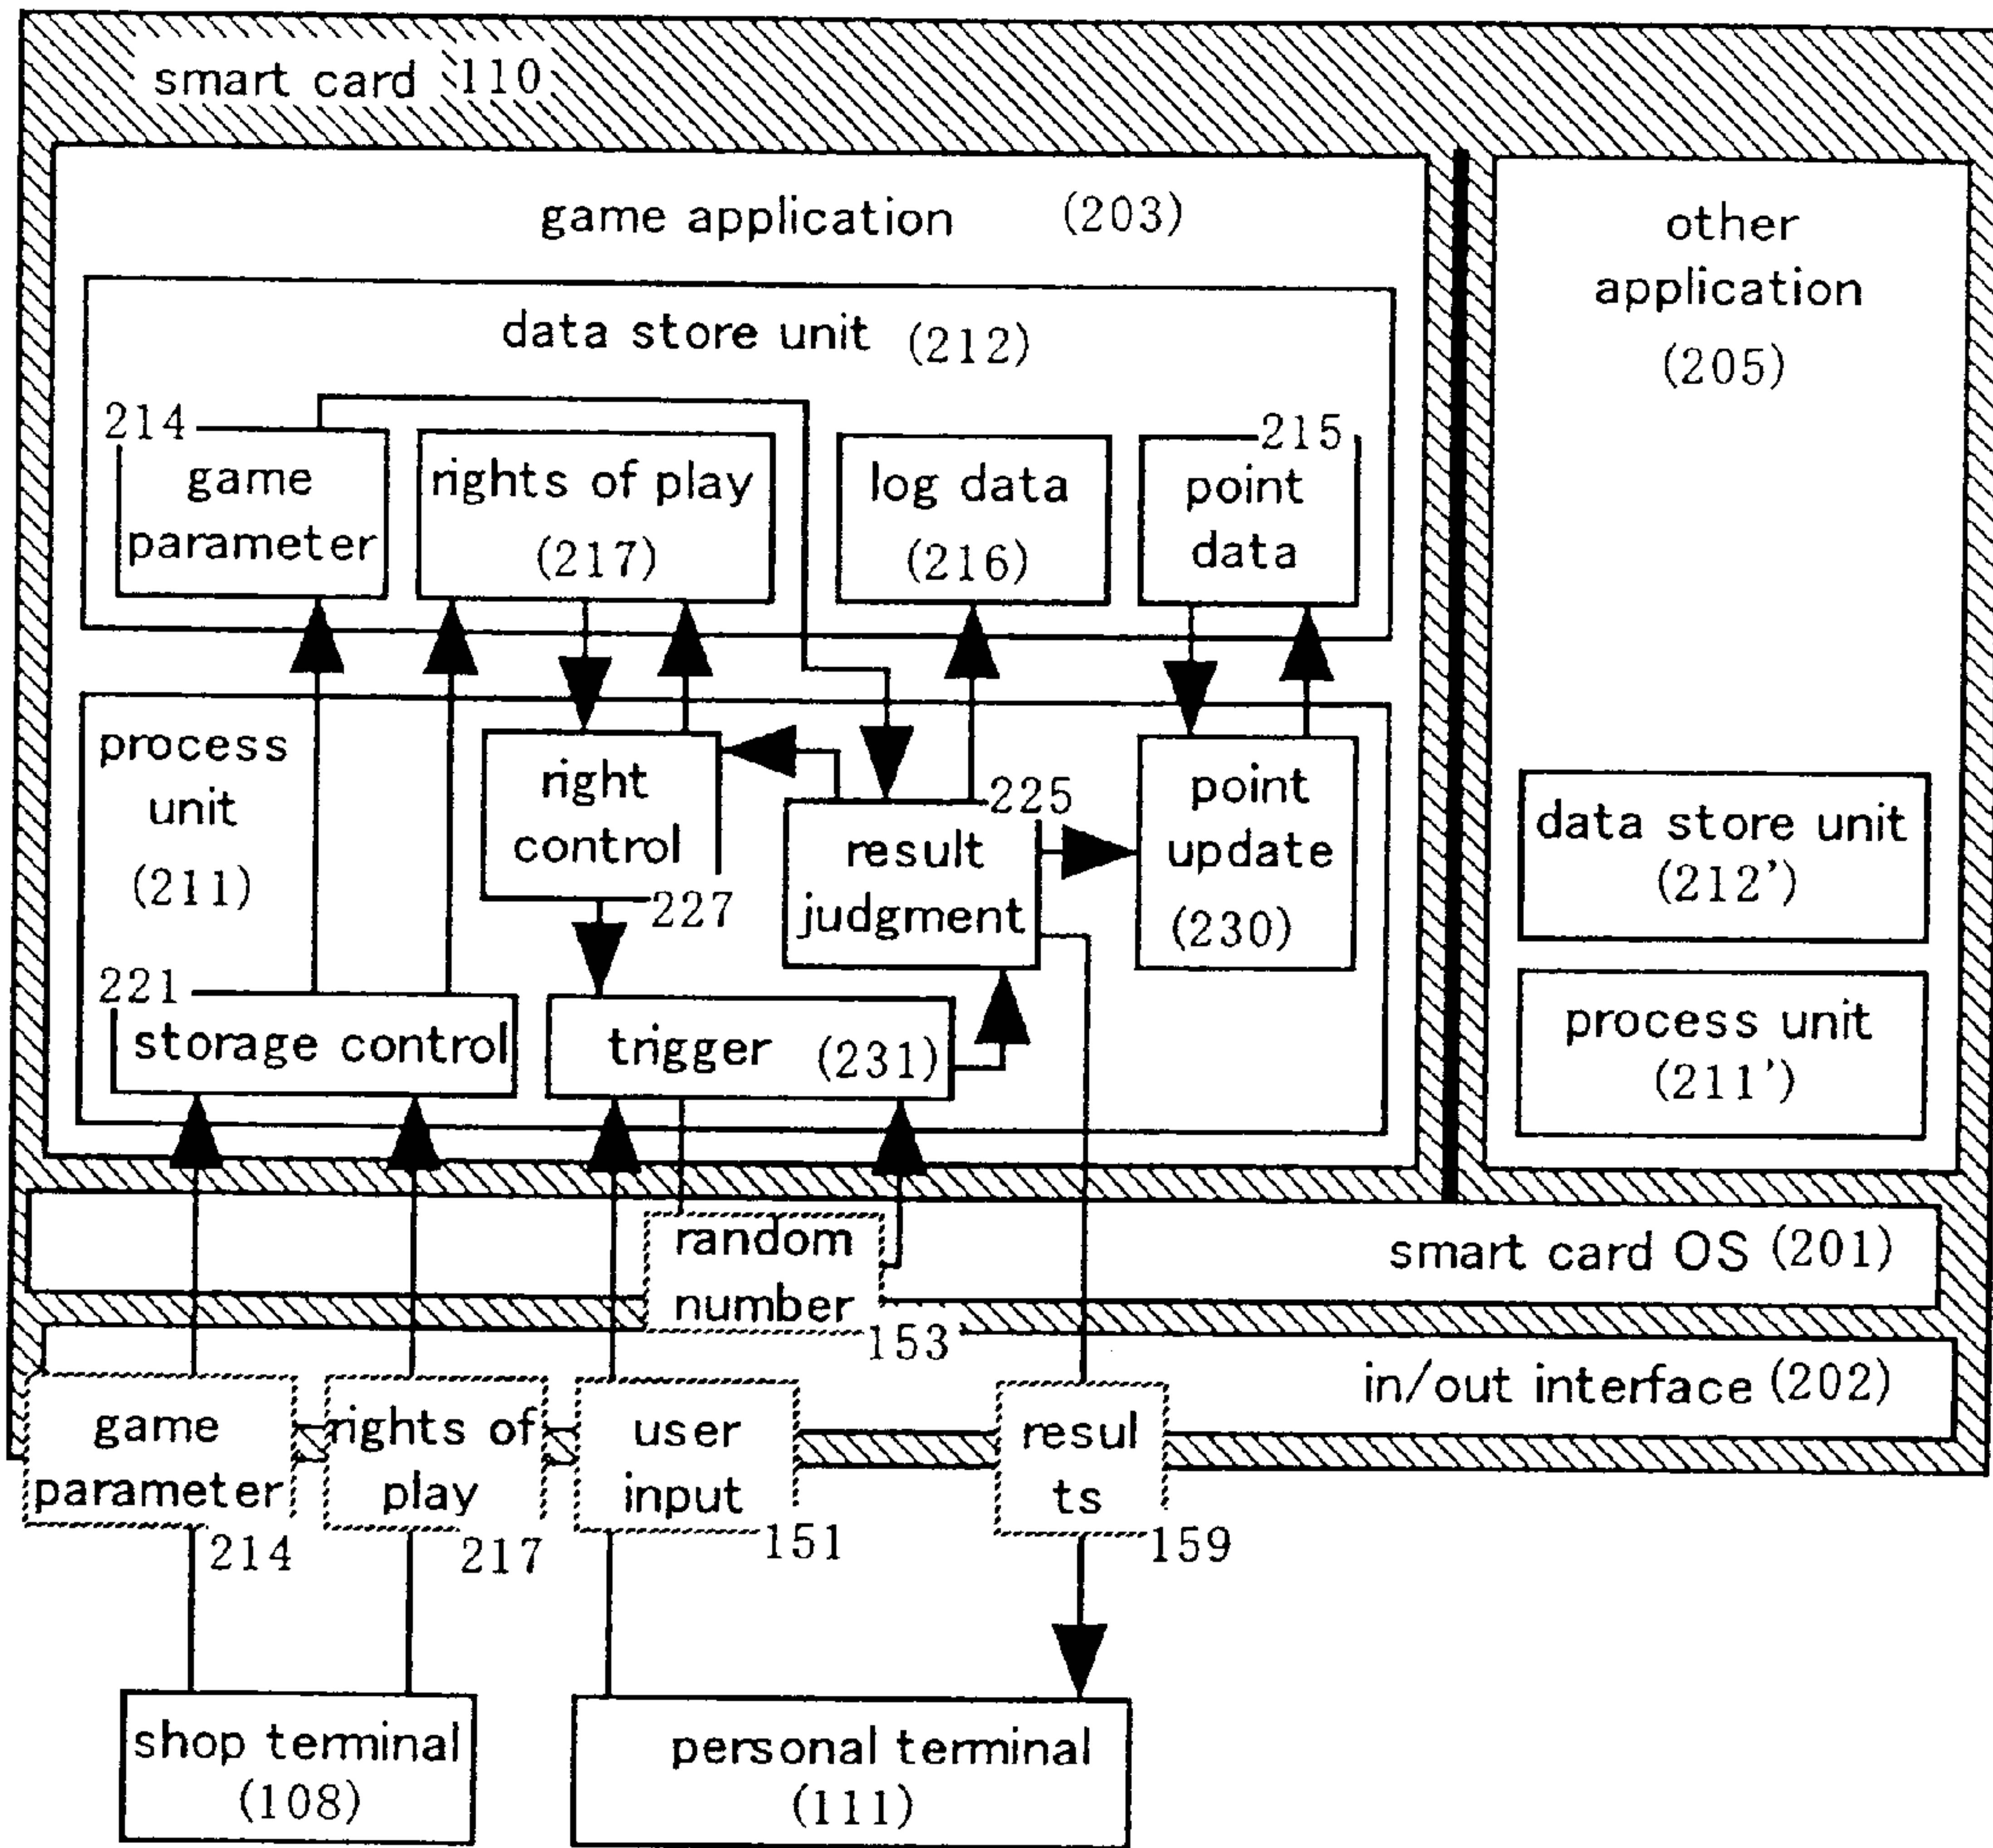 smart card 110
game application (203)
other
application
(205)
data store unit (212)
214
game
parameter
rights of play
(217)
log data
(216)
215
point
data
process
unit
(211)
right
control
227
225
result
judgment
point
update
(230)
data store unit
(212')
process unit
(211')
221
storage control
trigger (231)
random
number
153
smart card OS (201)
in/out interface (202)
game
parameter
214
rights of
play
217
user
input
151
resul
ts
159
shop terminal
(108)
personal terminal
(111)